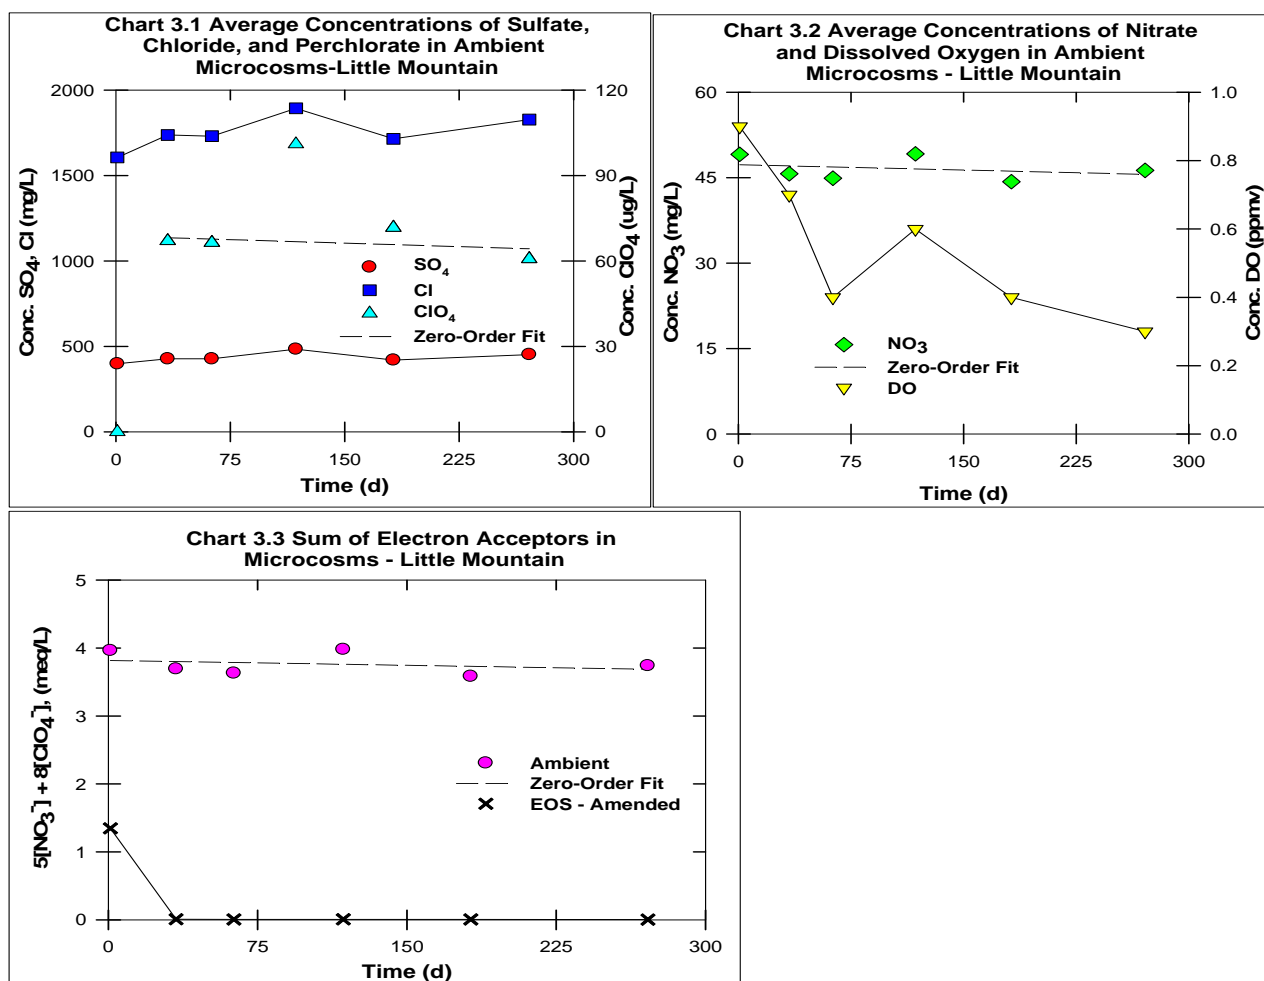 Chart 3.1 Average Concentrations of Sulfate,
Chloride, and Perchlorate in Ambient
Microcosms-Little Mountain
2000
1500
1000
500
0
120
90
60
30
0
Conc. SO4, Cl (mg/L)
Conc. ClO4 (ug/L)
SO4
Cl
ClO4
Zero-Order Fit
0 75 150 225 300
Time (d)
Chart 3.2 Average Concentrations of Nitrate
and Dissolved Oxygen in Ambient
Microcosms - Little Mountain
60
45
30
15
0
1.0
0.8
0.6
0.4
0.2
0.0
Conc. NO3 (mg/L)
Conc. DO (ppmv)
NO3
Zero-Order Fit
DO
0 75 150 225 300
Time (d)
Chart 3.3 Sum of Electron Acceptors in
Microcosms - Little Mountain
5
4
3
2
1
0
5[NO3-] + 8[ClO4-], (meq/L)
Ambient
Zero-Order Fit
EOS - Amended
0 75 150 225 300
Time (d)